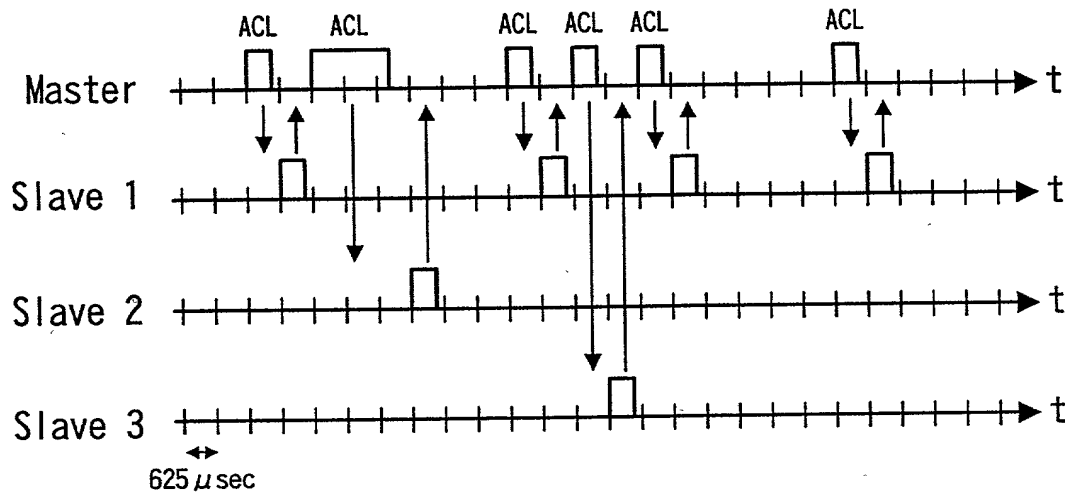 ACL ACL ACL ACL ACL ACL
Master t
Slave 1 t
Slave 2 t
Slave 3 t
625 μsec